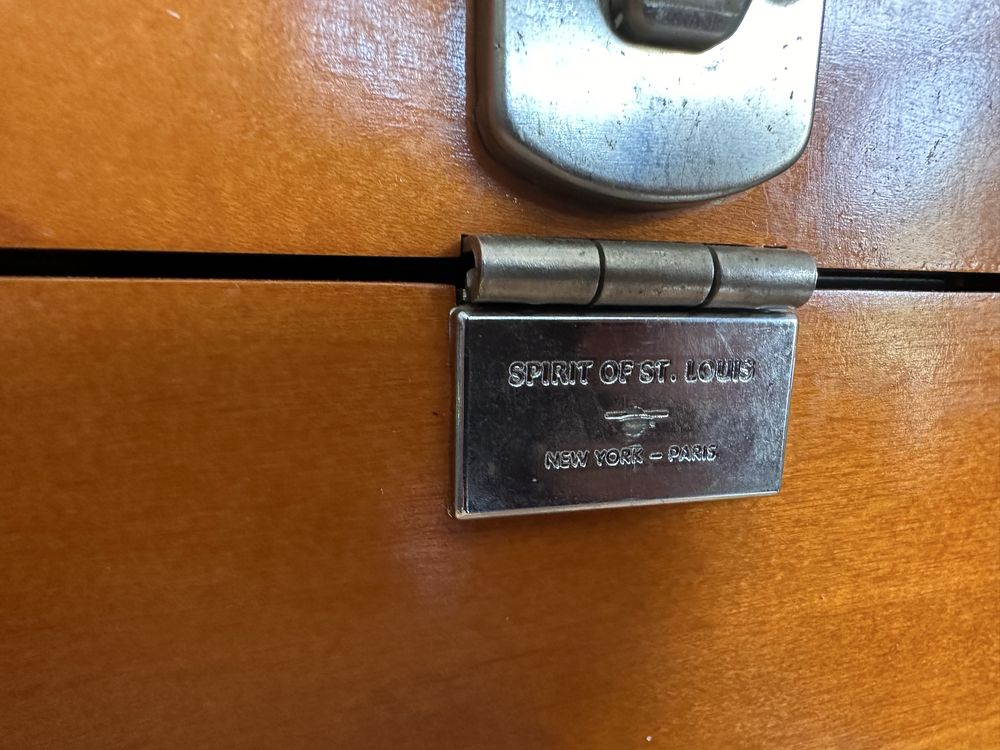 SPIRIT OF ST. LOUIS
NEW YORK – PARIS